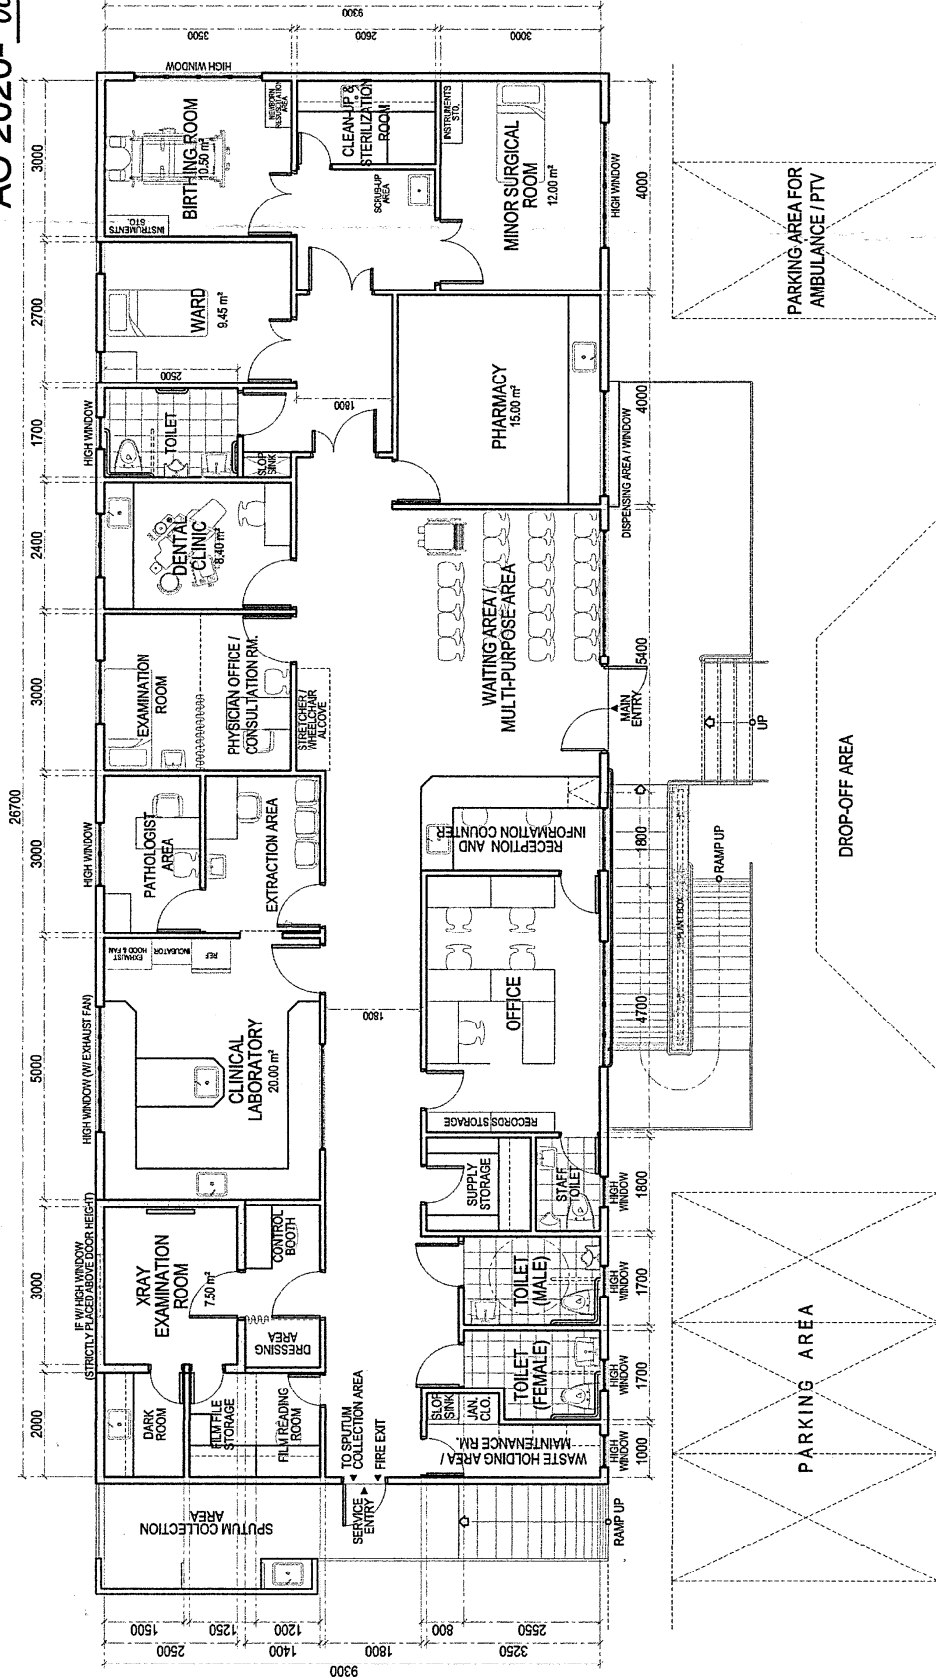 AO 2020-
26700
2000
3000
5000
3000
3000
2400
1700
2700
3000
IF W/ HIGH WINDOW
(STRICTLY PLACED ABOVE DOOR HEIGHT)
HIGH WINDOW (W/ EXHAUST FAN)
HIGH WINDOW
HIGH WINDOW
HIGH WINDOW
SPUTUM COLLECTION
AREA
DARK
ROOM
FILM FILE
STORAGE
FILM READING
ROOM
XRAY
EXAMINATION
ROOM
7.50 m²
DRESSING
AREA
CONTROL
BOOTH
CLINICAL
LABORATORY
20.00 m²
EXHAUST
HOOD & FAN
INCUBATOR
REF
PATHOLOGIST
AREA
EXTRACTION AREA
EXAMINATION
ROOM
PHYSICIAN OFFICE /
CONSULTATION RM.
STRETCHER /
WHEELCHAIR
ALCOVE
DENTAL
CLINIC
8.40 m²
TOILET
SLOP
SINK
2500
WARD
9.45 m²
BIRTHING ROOM
10.50 m²
INSTRUMENTS
STO.
NEWBORN
RESUSCITATION
AREA
CLEAN-UP &
STERILIZATION
ROOM
SCRUB-UP
AREA
INSTRUMENTS
STO.
MINOR SURGICAL
ROOM
12.00 m²
PHARMACY
15.00 m²
1800
1800
WAITING AREA /
MULTI-PURPOSE AREA
RECEPTION AND
INFORMATION COUNTER
OFFICE
RECORDS STORAGE
SUPPLY
STORAGE
STAFF
TOILET
TOILET
(MALE)
TOILET
(FEMALE)
SLOP
SINK
JAN.
CLO.
WASTE HOLDING AREA /
MAINTENANCE RM.
TO SPUTUM
COLLECTION AREA
SERVICE
ENTRY
FIRE EXIT
RAMP UP
HIGH
WINDOW
HIGH
WINDOW
HIGH
WINDOW
HIGH
WINDOW
MAIN
ENTRY
DISPENSING AREA / WINDOW
HIGH WINDOW
1000
1700
1700
1800
4700
1800
5400
4000
4000
PLANT BOX
RAMP UP
UP
PARKING AREA
DROP-OFF AREA
PARKING AREA FOR
AMBULANCE / PTV
9300
2500
1400
1800
3250
1500
1250
1200
800
2550
9300
3500
2600
3000